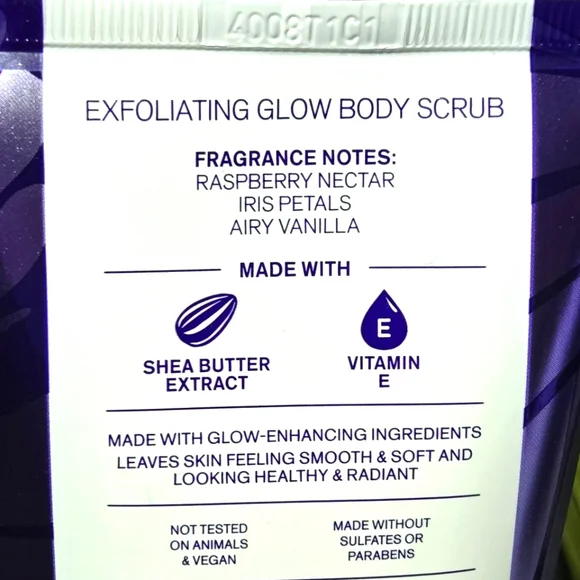 4008T1C1
EXFOLIATING GLOW BODY SCRUB
FRAGRANCE NOTES:
RASPBERRY NECTAR
IRIS PETALS
AIRY VANILLA
MADE WITH
SHEA BUTTER
EXTRACT
E
VITAMIN
E
MADE WITH GLOW-ENHANCING INGREDIENTS
LEAVES SKIN FEELING SMOOTH & SOFT AND
LOOKING HEALTHY & RADIANT
NOT TESTED
ON ANIMALS
& VEGAN
MADE WITHOUT
SULFATES OR
PARABENS